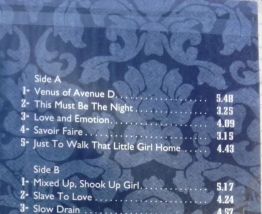 Side A
1- Venus of Avenue D.................. 5.48
2- This Must Be The Night............... 3.25
3- Love and Emotion.................. 4.09
4- Savoir Faire........................ 3.15
5- Just To Walk That Little Girl Home.... 4.43
Side B
1- Mixed Up, Shook Up Girl............. 5.17
2- Slave To Love...................... 4.24
3- Slow Drain........................ 4.57